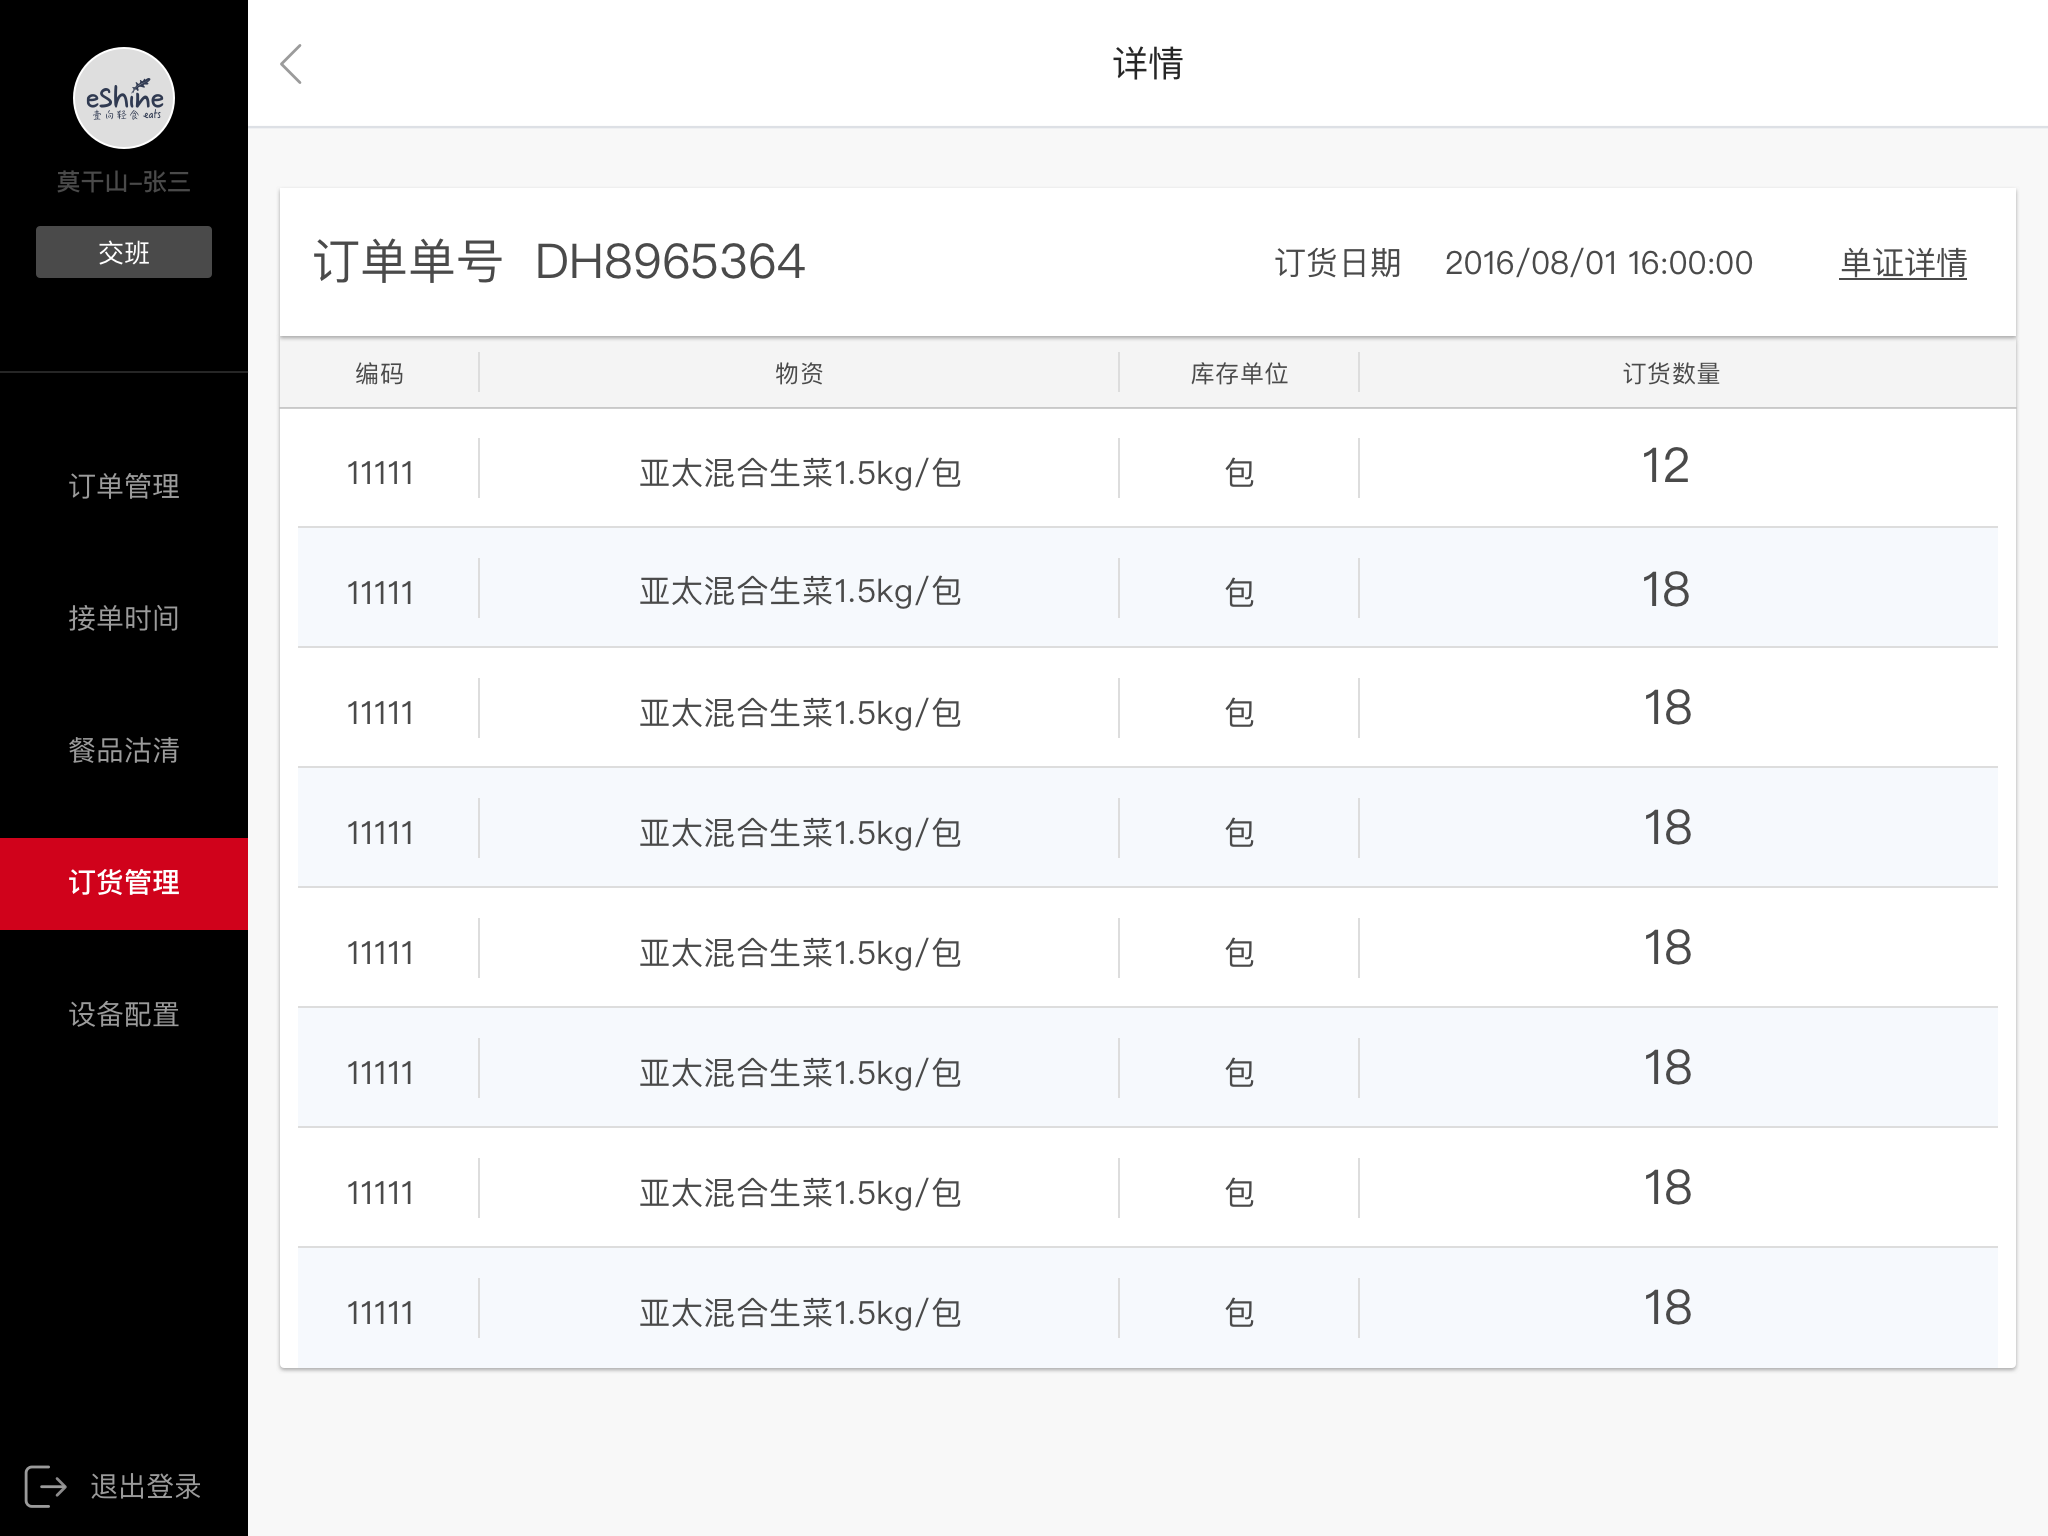 eShine
壹向轻食 eats
莫干山-张三
交班
订单管理
接单时间
餐品沽清
订货管理
设备配置
退出登录
详情
订单单号 DH8965364 订货日期 2016/08/01 16:00:00 单证详情
编码 物资 库存单位 订货数量
11111 亚太混合生菜1.5kg/包 包 12
11111 亚太混合生菜1.5kg/包 包 18
11111 亚太混合生菜1.5kg/包 包 18
11111 亚太混合生菜1.5kg/包 包 18
11111 亚太混合生菜1.5kg/包 包 18
11111 亚太混合生菜1.5kg/包 包 18
11111 亚太混合生菜1.5kg/包 包 18
11111 亚太混合生菜1.5kg/包 包 18